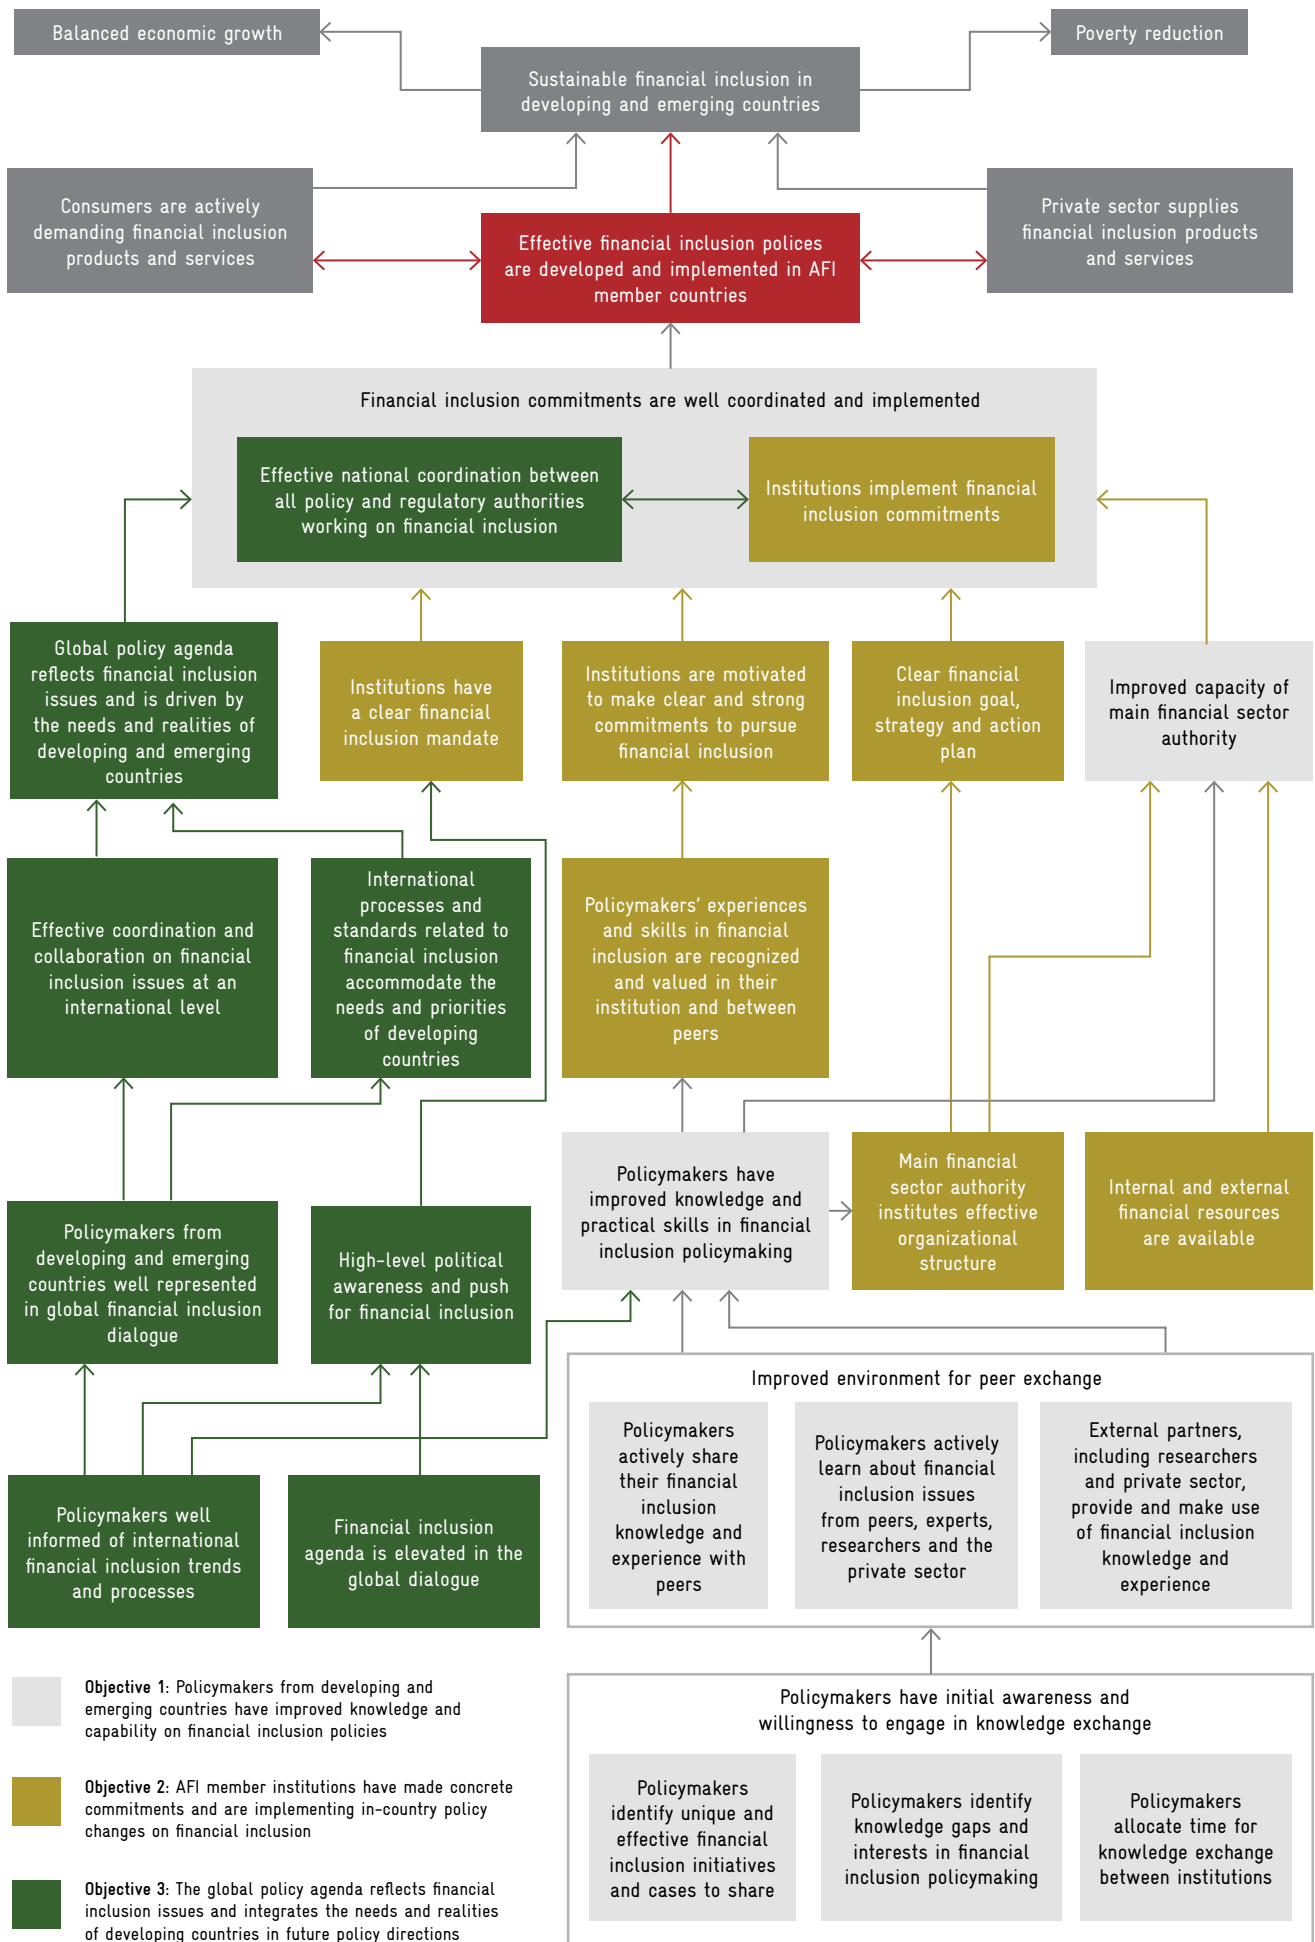 Balanced economic growth
Poverty reduction
Sustainable financial inclusion in
developing and emerging countries
Consumers are actively
demanding financial inclusion
products and services
Effective financial inclusion polices
are developed and implemented in AFI
member countries
Private sector supplies
financial inclusion products
and services
Financial inclusion commitments are well coordinated and implemented
Effective national coordination between
all policy and regulatory authorities
working on financial inclusion
Institutions implement financial
inclusion commitments
Global policy agenda
reflects financial inclusion
issues and is driven by
the needs and realities of
developing and emerging
countries
Institutions have
a clear financial
inclusion mandate
Institutions are motivated
to make clear and strong
commitments to pursue
financial inclusion
Clear financial
inclusion goal,
strategy and action
plan
Improved capacity of
main financial sector
authority
Effective coordination and
collaboration on financial
inclusion issues at an
international level
International
processes and
standards related to
financial inclusion
accommodate the
needs and priorities
of developing
countries
Policymakers' experiences
and skills in financial
inclusion are recognized
and valued in their
institution and between
peers
Policymakers from
developing and emerging
countries well represented
in global financial inclusion
dialogue
High-level political
awareness and push
for financial inclusion
Policymakers have
improved knowledge and
practical skills in financial
inclusion policymaking
Main financial
sector authority
institutes effective
organizational
structure
Internal and external
financial resources
are available
Improved environment for peer exchange
Policymakers
actively share
their financial
inclusion
knowledge and
experience with
peers
Policymakers actively
learn about financial
inclusion issues
from peers, experts,
researchers and the
private sector
External partners,
including researchers
and private sector,
provide and make use
of financial inclusion
knowledge and
experience
Policymakers well
informed of international
financial inclusion trends
and processes
Financial inclusion
agenda is elevated in the
global dialogue
Objective 1: Policymakers from developing and
emerging countries have improved knowledge and
capability on financial inclusion policies
Objective 2: AFI member institutions have made concrete
commitments and are implementing in-country policy
changes on financial inclusion
Objective 3: The global policy agenda reflects financial
inclusion issues and integrates the needs and realities
of developing countries in future policy directions
Policymakers have initial awareness and
willingness to engage in knowledge exchange
Policymakers
identify unique and
effective financial
inclusion initiatives
and cases to share
Policymakers identify
knowledge gaps and
interests in financial
inclusion policymaking
Policymakers
allocate time for
knowledge exchange
between institutions